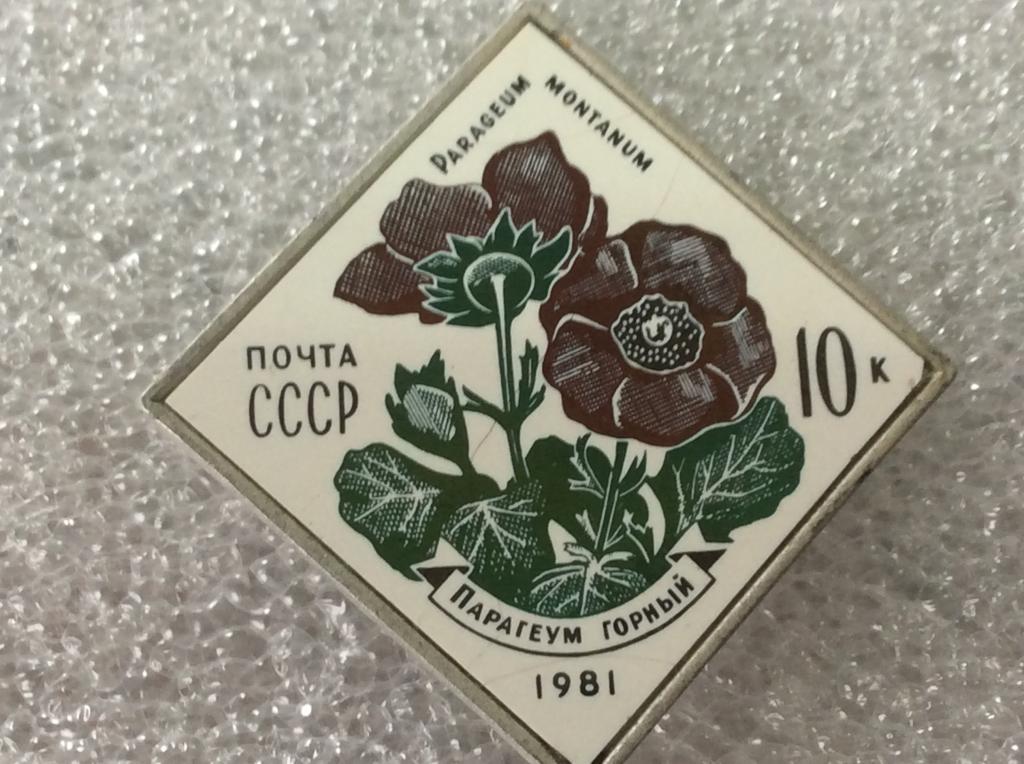 PARAGEUM MONTANUM
ПОЧТА
СССР
10 К
ПАРАГЕУМ ГОРНЫЙ
1981